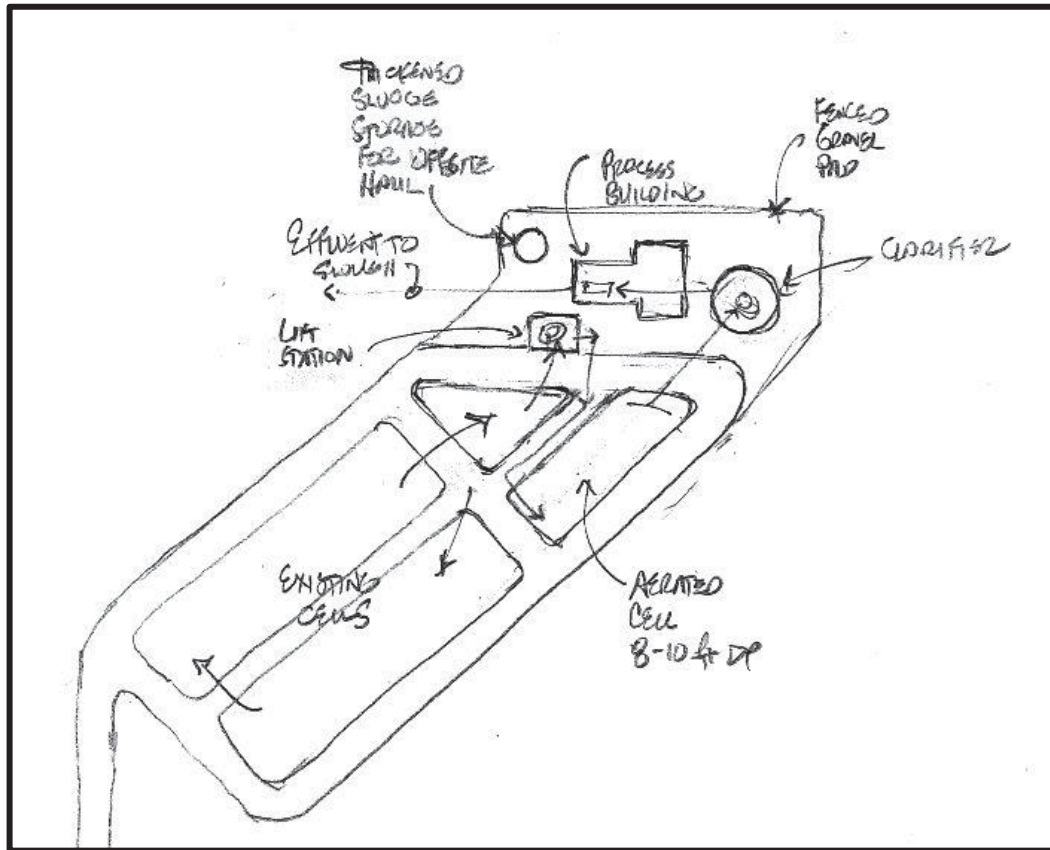 THICKENED
SLUDGE
STORAGE
FOR OFFSITE
HAUL
PROCESS
BUILDING
FENCED
GRAVEL
PAD
EFFLUENT TO
SLOUGH
CLARIFIER
LIFT
STATION
EXISTING
CELLS
AERATED
CELL
8-10 ft DP